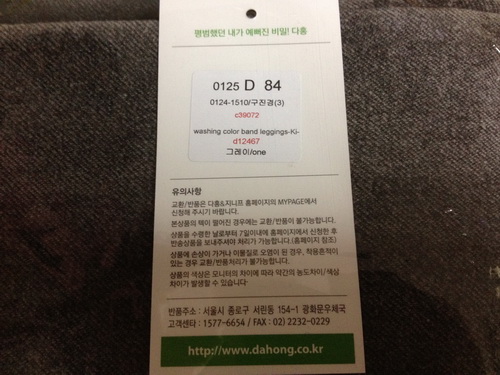 평범했던 내가 예뻐진 비밀! 다홍
0125 D 84
0124-1510/구진경(3)
c39072
washing color band leggings-Ki-
d12467
그레이/one
유의사항
교환/반품은 다홍&지니프 홈페이지의 MYPAGE에서
신청해 주시기 바랍니다.
본상품의 택이 떨어진 경우에는 교환/반품이 불가능합니다.
상품을 수령한 날로부터 7일이내에 홈페이지에서 신청한 후
반송상품을 보내주셔야 처리가 가능합니다.(홈페이지 참조)
상품에 손상이 가거나 이물질로 오염이 된 경우, 착용흔적이
있는 경우 교환/반품처리가 불가능합니다.
상품의 색상은 모니터의 차이에 따라 약간의 농도차이/색상
차이가 발생할 수 있습니다
반품주소 : 서울시 종로구 서린동 154-1 광화문우체국
고객센타 : 1577-6654 / FAX : 02) 2232-0229
http://www.dahong.co.kr